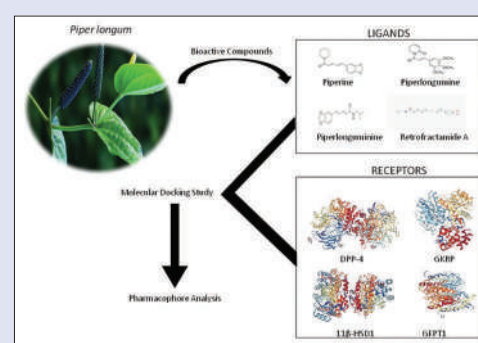 Piper longum
Bioactive Compounds
LIGANDS
Piperine
Piperlongumine
Piperlonguminine
Retrofractamide A
Molecular Docking Study
RECEPTORS
DPP-4
GKRP
Pharmacophore Analysis
11β-HSD1
GFPT1